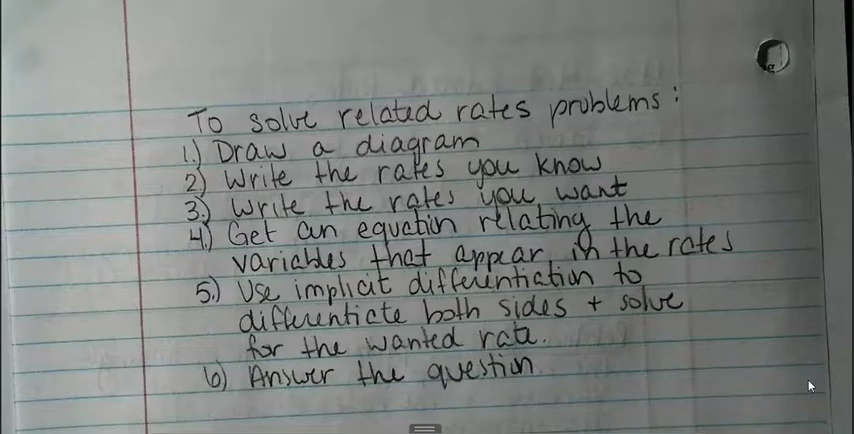 To solve related rates problems:
1.) Draw a diagram
2) Write the rates you know
3.) Write the rates you want
4.) Get an equation relating the
variables that appear in the rates
5.) Use implicit differentiation to
differentiate both sides + solve
for the wanted rate.
6) Answer the question